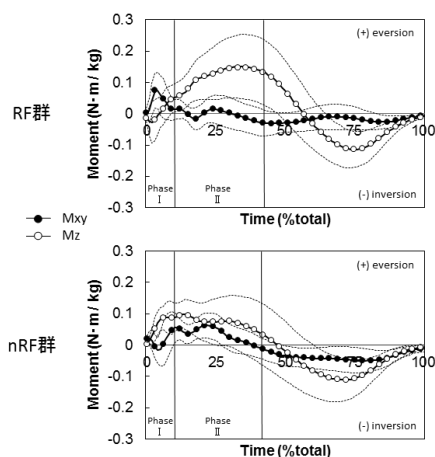 RF群
Moment (N･m / kg)
0.3
0.2
0.1
0
-0.1
-0.2
-0.3
(+) eversion
0
25
50
75
100
Phase
Ⅰ
Phase
Ⅱ
(-) inversion
Time (%total)
Mxy
Mz
nRF群
Moment (N･m / kg)
0.3
0.2
0.1
0
-0.1
-0.2
-0.3
(+) eversion
0
25
50
75
100
Phase
Ⅰ
Phase
Ⅱ
(-) inversion
Time (%total)